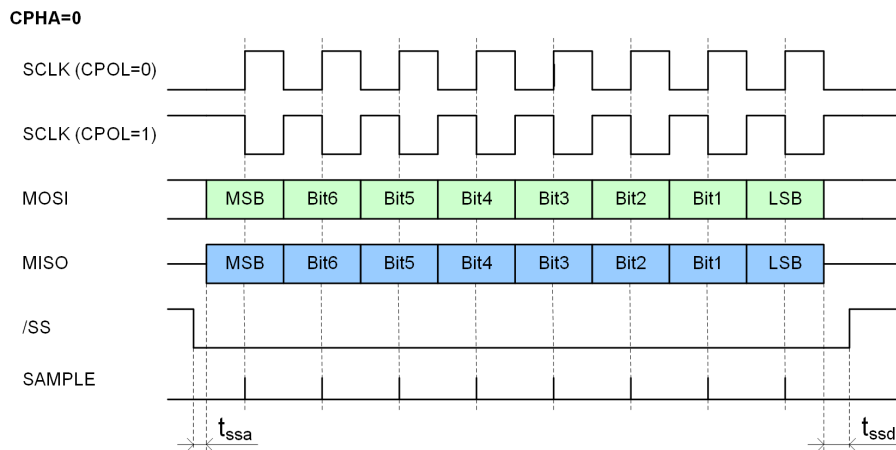 CPHA=0
SCLK (CPOL=0)
SCLK (CPOL=1)
MOSI MSB Bit6 Bit5 Bit4 Bit3 Bit2 Bit1 LSB
MISO MSB Bit6 Bit5 Bit4 Bit3 Bit2 Bit1 LSB
/SS
SAMPLE
tssa tssd